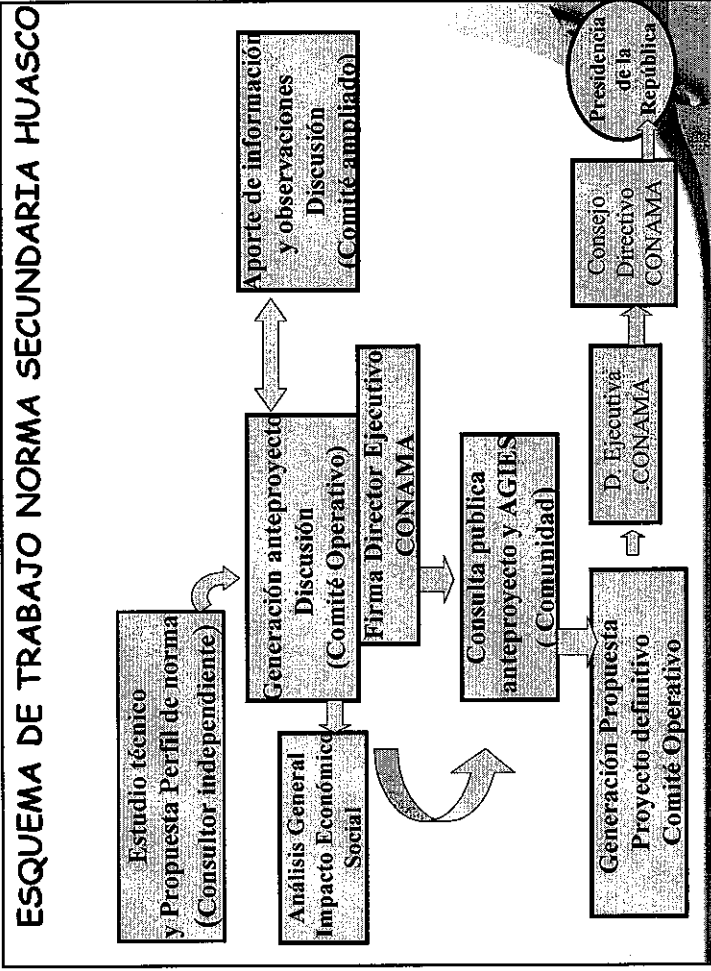 ESQUEMA DE TRABAJO NORMA SECUNDARIA HUASCO
Estudio técnico
y Propuesta Perfil de norma
(Consultor independiente)
Generación anteproyecto
Discusión
(Comité Operativo)
Firma Director Ejecutivo
CONAMA
Aporte de información
y observaciones
Discusión
(Comité ampliado)
Análisis General
Impacto Económico
Social
Consulta publica
anteproyecto y AGIES
(Comunidad)
Generación Propuesta
Proyecto definitivo
Comité Operativo
D. Ejecutiva
CONAMA
Consejo
Directivo
CONAMA
Presidencia
de la
República